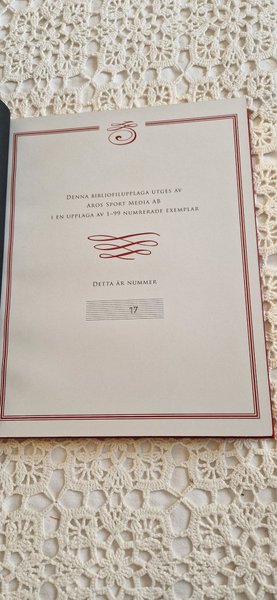 DENNA BIBLIOFILUPPLAGA UTGES AV
AROS SPORT MEDIA AB
I EN UPPLAGA AV 1–99 NUMRERADE EXEMPLAR
DETTA ÄR NUMMER
17